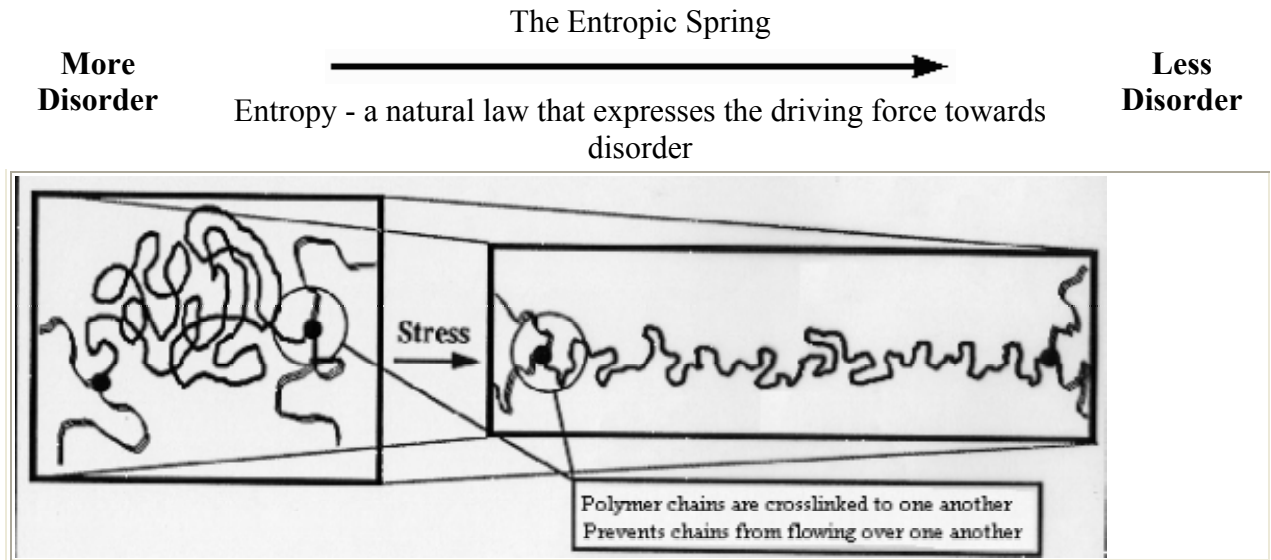 The Entropic Spring
More
Disorder
Less
Disorder
Entropy - a natural law that expresses the driving force towards
disorder
Stress
Polymer chains are crosslinked to one another
Prevents chains from flowing over one another